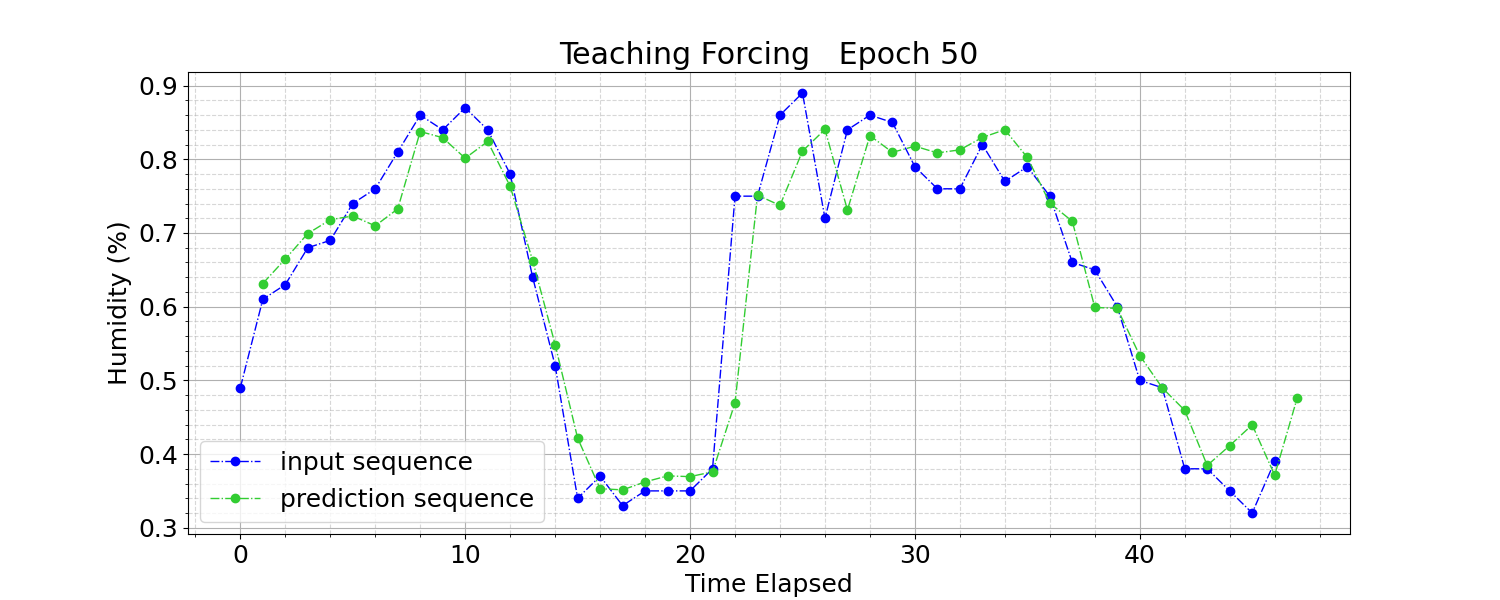 Teaching Forcing   Epoch 50
Humidity (%)
0.9
0.8
0.7
0.6
0.5
0.4
0.3
input sequence
prediction sequence
0 10 20 30 40
Time Elapsed